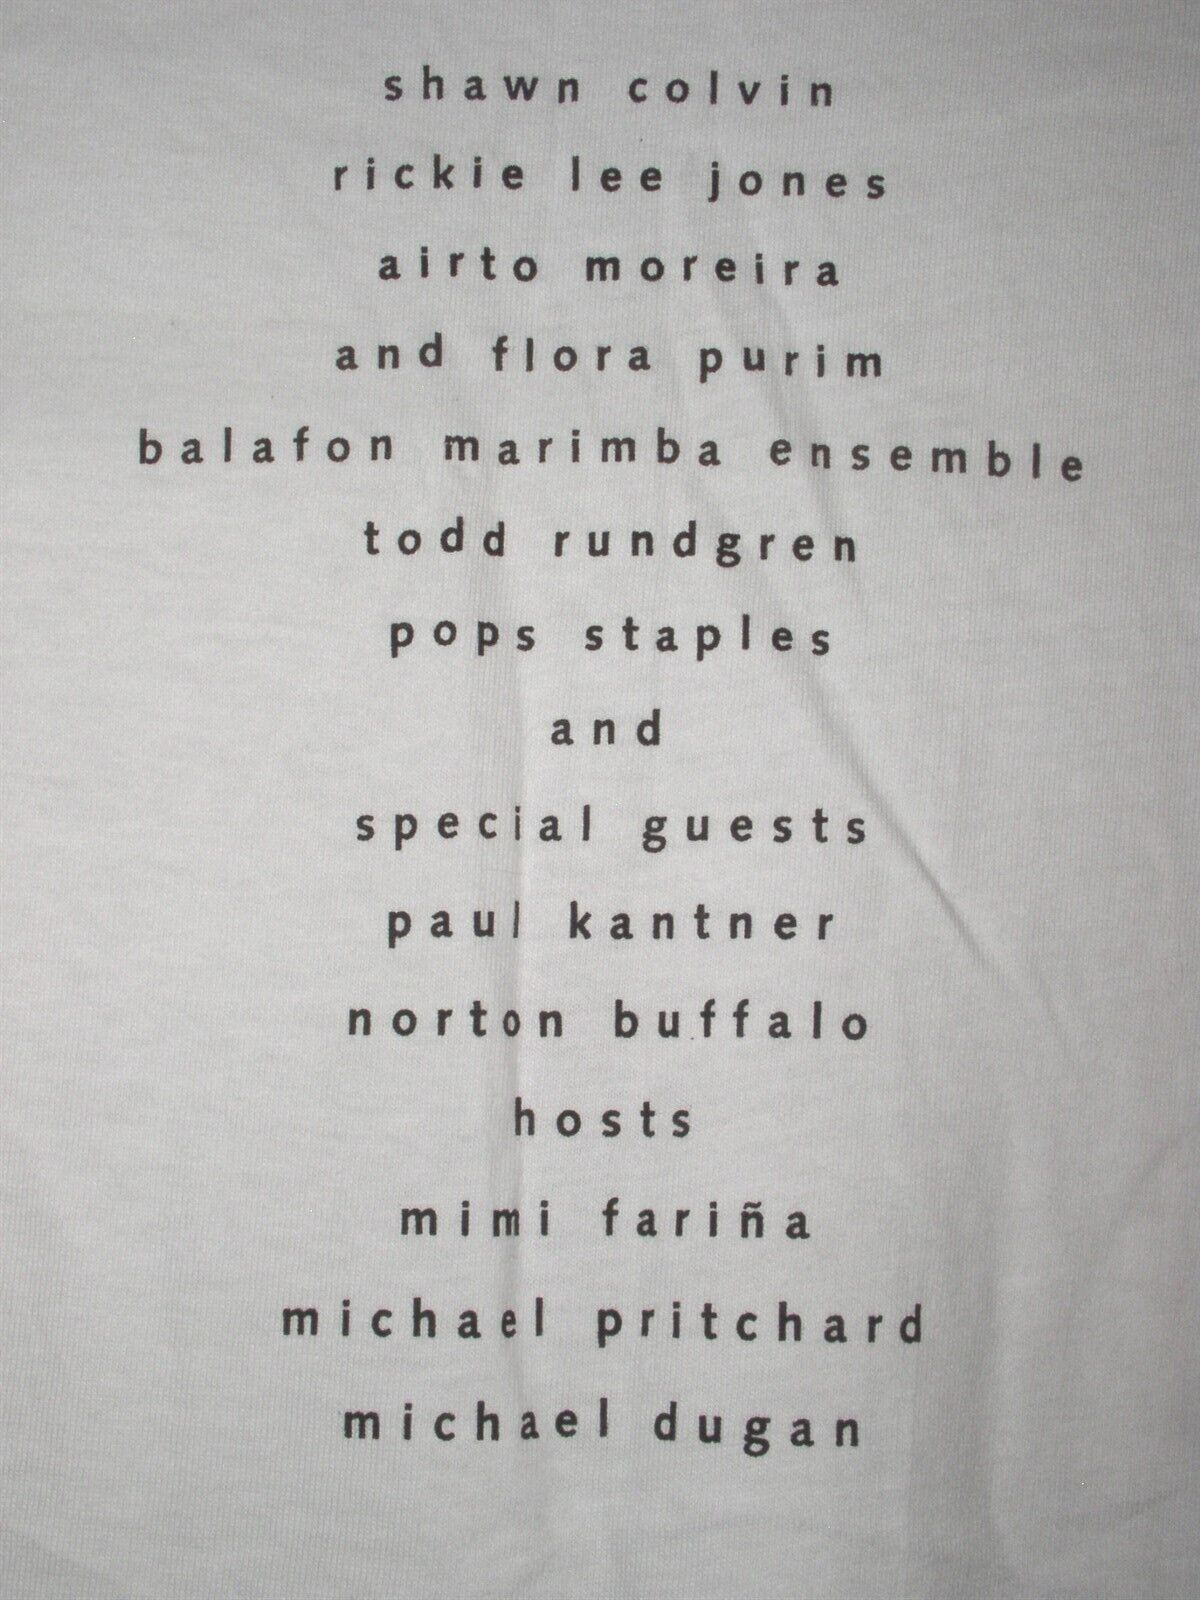 shawn colvin
rickie lee jones
airto moreira
and flora purim
balafon marimba ensemble
todd rundgren
pops staples
and
special guests
paul kantner
norton buffalo
hosts
mimi fariña
michael pritchard
michael dugan